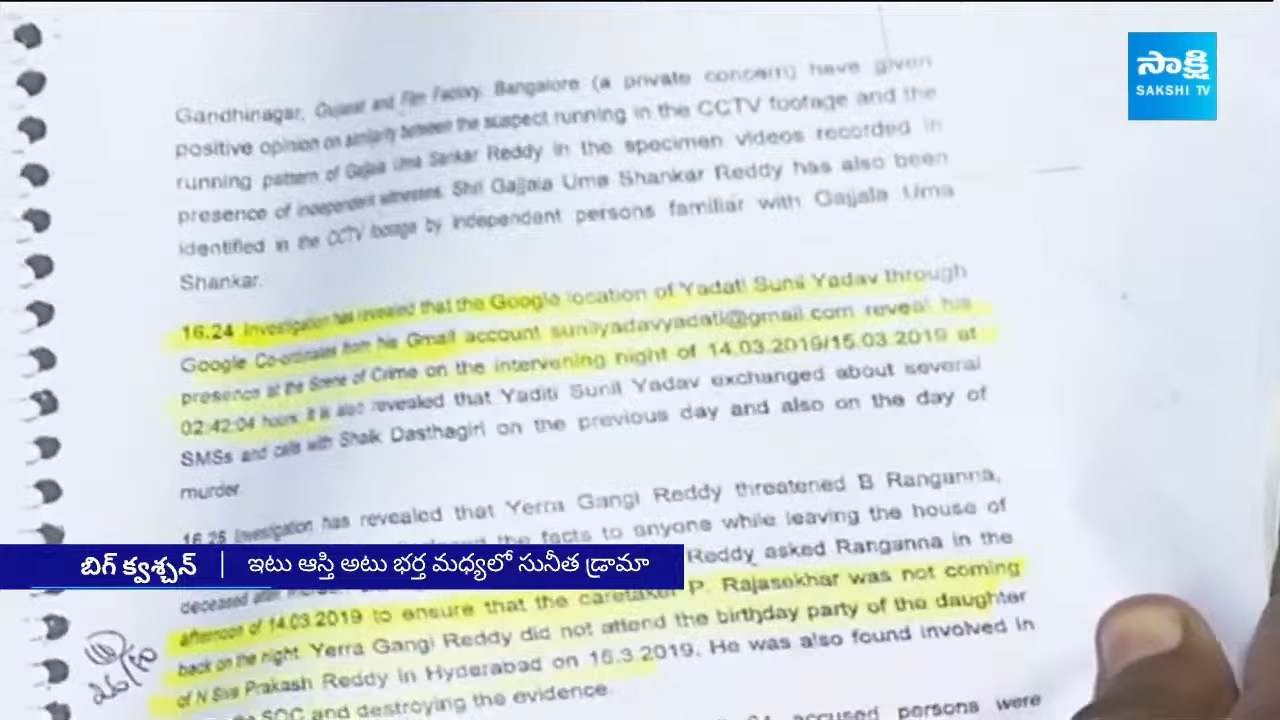 సాక్షి
SAKSHI TV
Gandhinagar, Gujarat and Film Factory, Bangalore (a private concern) have given
positive opinion on similarity between the suspect running in the CCTV footage and the
running pattern of Gajjala Uma Sankar Reddy in the specimen videos recorded in
presence of independent witnesses. Shri Gajjala Uma Shankar Reddy has also been
identified in the CCTV footage by independent persons familiar with Gajjala Uma
Shankar.
16.24 Investigation has revealed that the Google location of Yadati Sunil Yadav through
Google Co-ordinates from his Gmail account sunilyadavyadati@gmail.com reveal his
presence at the Scene of Crime on the intervening night of 14.03.2019/15.03.2019 at
02:42:04 hours. It is also revealed that Yaditi Sunil Yadav exchanged about several
SMSs and calls with Shaik Dasthagiri on the previous day and also on the day of
murder.
16.25 Investigation has revealed that Yerra Gangi Reddy threatened B Ranganna,
the facts to anyone while leaving the house of
Reddy asked Ranganna in the
బిగ్ క్వశ్చన్ | ఇటు ఆస్తి అటు భర్త మధ్యలో సునీత డ్రామా
afternoon of 14.03.2019 to ensure that the caretaker P. Rajasekhar was not coming
back on the night. Yerra Gangi Reddy did not attend the birthday party of the daughter
of N Siva Prakash Reddy in Hyderabad on 15.3.2019. He was also found involved in
SOC and destroying the evidence.
accused persons were
26/50